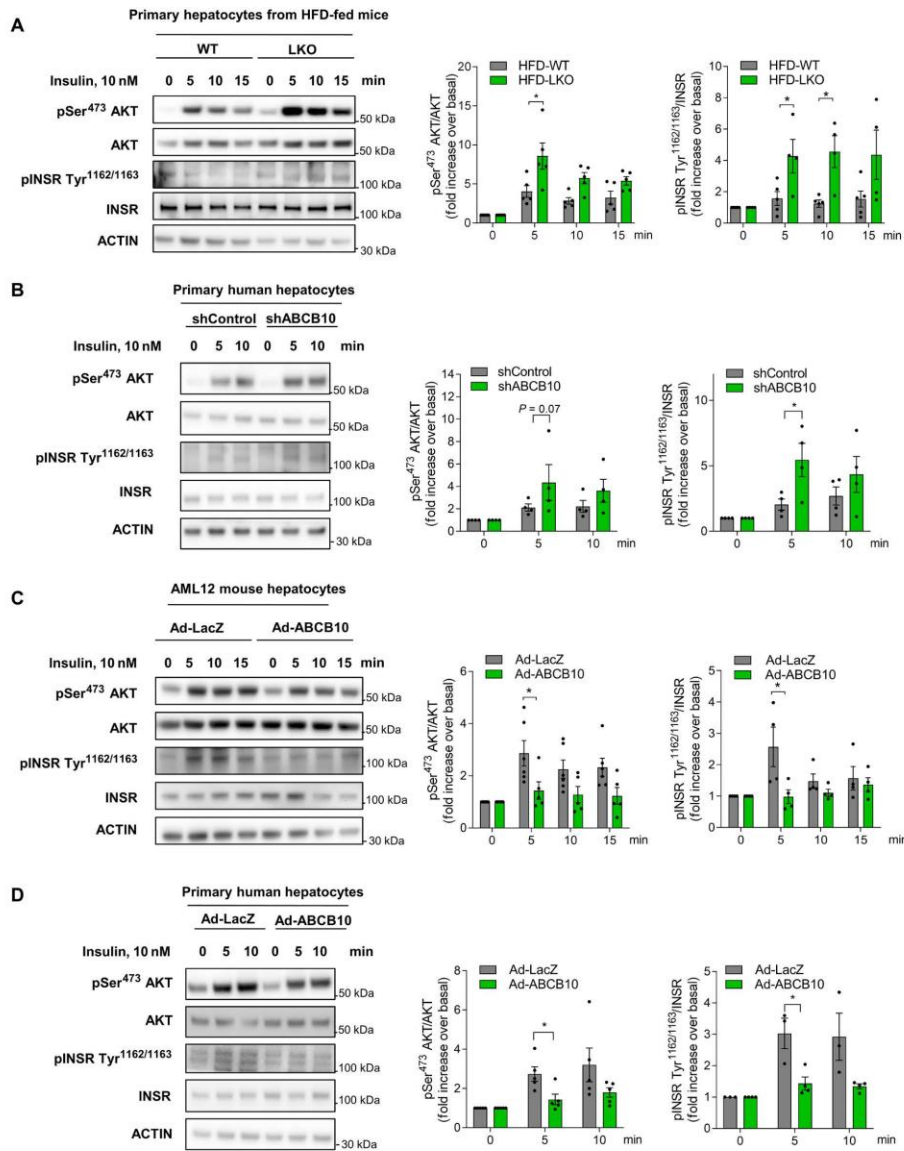 A
Primary hepatocytes from HFD-fed mice
WT LKO
Insulin, 10 nM 0 5 10 15 0 5 10 15 min
pSer473 AKT 50 kDa
AKT 50 kDa
pINSR Tyr1162/1163 100 kDa
INSR 100 kDa
ACTIN 30 kDa
HFD-WT
HFD-LKO
pSer473 AKT/AKT
(fold increase over basal)
20
15
10
5
0
*
0 5 10 15 min
HFD-WT
HFD-LKO
pINSR Tyr1162/1163/INSR
(fold increase over basal)
10
8
6
4
2
0
* *
0 5 10 15 min
B
Primary human hepatocytes
shControl shABCB10
Insulin, 10 nM 0 5 10 0 5 10 min
pSer473 AKT 50 kDa
AKT 50 kDa
pINSR Tyr1162/1163 100 kDa
INSR 100 kDa
ACTIN 30 kDa
shControl
shABCB10
pSer473 AKT/AKT
(fold increase over basal)
14
12
10
8
6
4
2
0
P = 0.07
0 5 10 min
shControl
shABCB10
pINSR Tyr1162/1163/INSR
(fold increase over basal)
10
5
0
*
0 5 10 min
C
AML12 mouse hepatocytes
Ad-LacZ Ad-ABCB10
Insulin, 10 nM 0 5 10 15 0 5 10 15 min
pSer473 AKT 50 kDa
AKT 50 kDa
pINSR Tyr1162/1163 100 kDa
INSR 100 kDa
ACTIN 30 kDa
Ad-LacZ
Ad-ABCB10
pSer473 AKT/AKT
(fold increase over basal)
6
4
2
0
*
0 5 10 15 min
Ad-LacZ
Ad-ABCB10
pINSR Tyr1162/1163/INSR
(fold increase over basal)
5
4
3
2
1
0
*
0 5 10 15 min
D
Primary human hepatocytes
Ad-LacZ Ad-ABCB10
Insulin, 10 nM 0 5 10 0 5 10 min
pSer473 AKT 50 kDa
AKT 50 kDa
pINSR Tyr1162/1163 100 kDa
INSR 100 kDa
ACTIN 30 kDa
Ad-LacZ
Ad-ABCB10
pSer473 AKT/AKT
(fold increase over basal)
8
6
4
2
0
*
0 5 10 min
Ad-LacZ
Ad-ABCB10
pINSR Tyr1162/1163/INSR
(fold increase over basal)
5
4
3
2
1
0
*
0 5 10 min